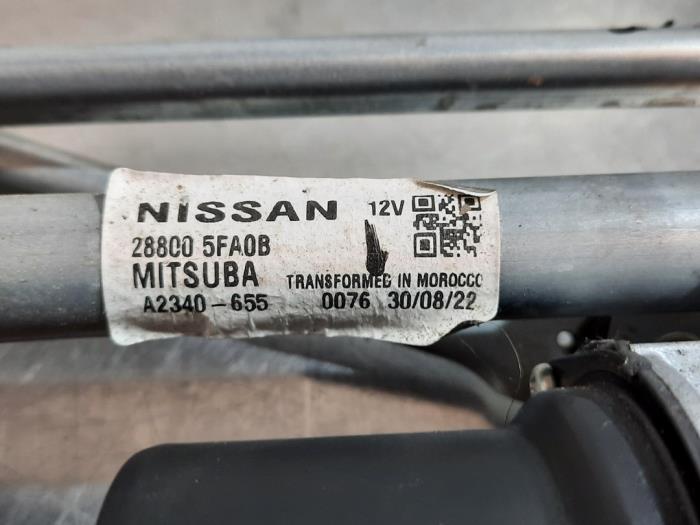 NISSAN 12V
28800 5FA0B
MITSUBA TRANSFORMED IN MOROCCO
A2340-655 0076 30/08/22